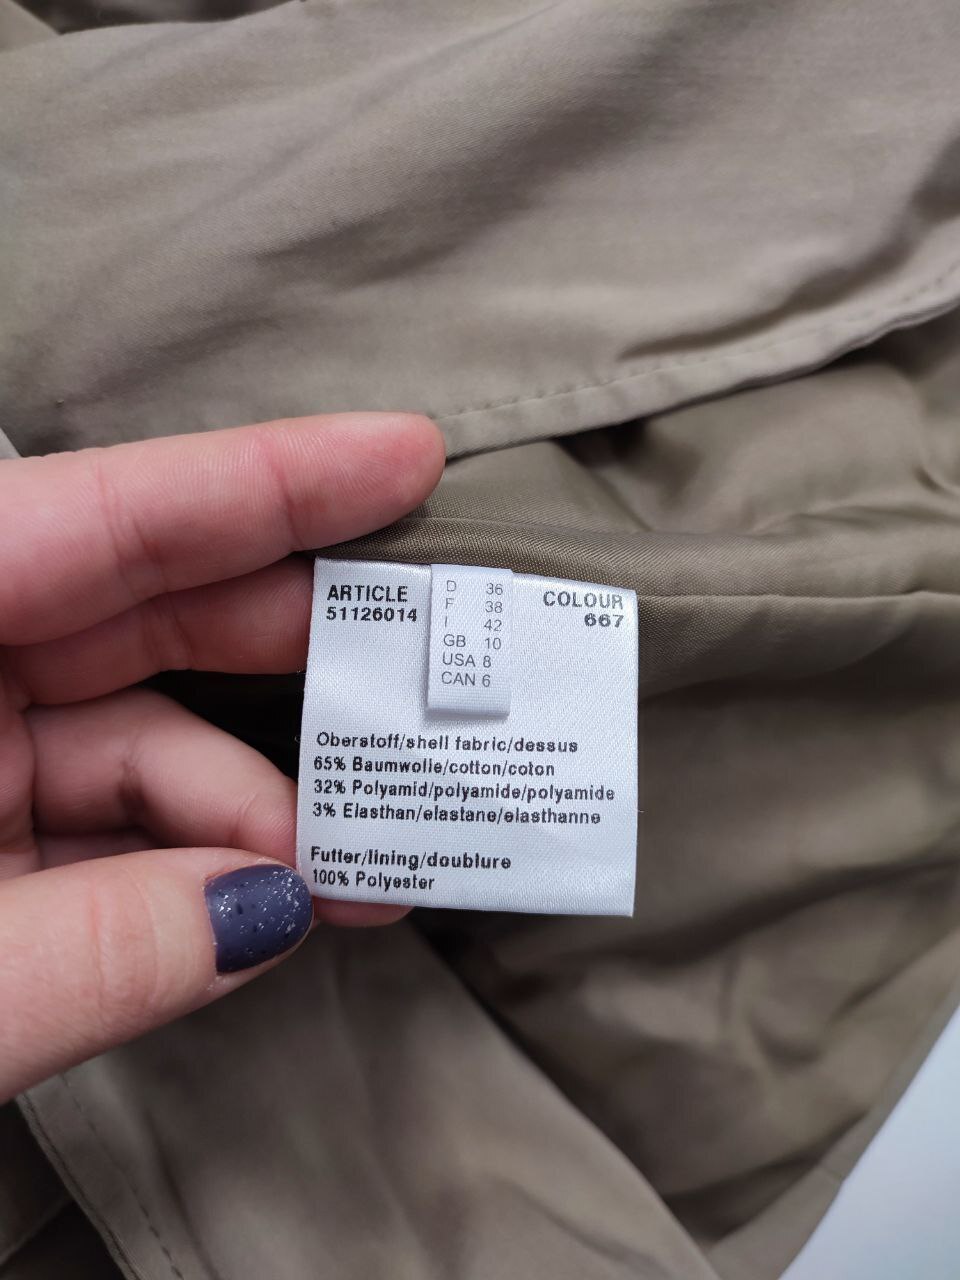 ARTICLE
51126014
D 36
F 38
I 42
GB 10
USA 8
CAN 6
COLOUR
667
Oberstoff/shell fabric/dessus
65% Baumwolle/cotton/coton
32% Polyamid/polyamide/polyamide
3% Elasthan/elastane/elasthanne
Futter/lining/doublure
100% Polyester